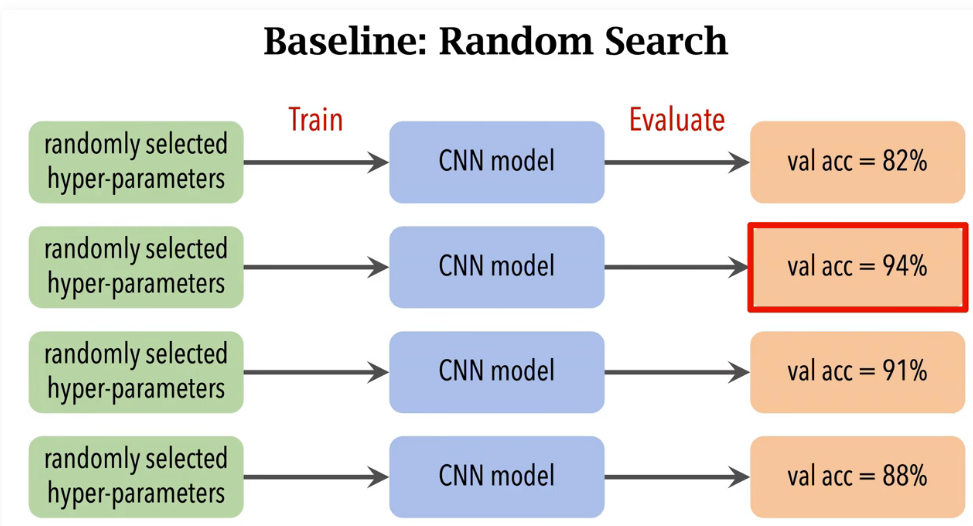 Baseline: Random Search
Train
Evaluate
randomly selected
hyper-parameters
CNN model
val acc = 82%
randomly selected
hyper-parameters
CNN model
val acc = 94%
randomly selected
hyper-parameters
CNN model
val acc = 91%
randomly selected
hyper-parameters
CNN model
val acc = 88%